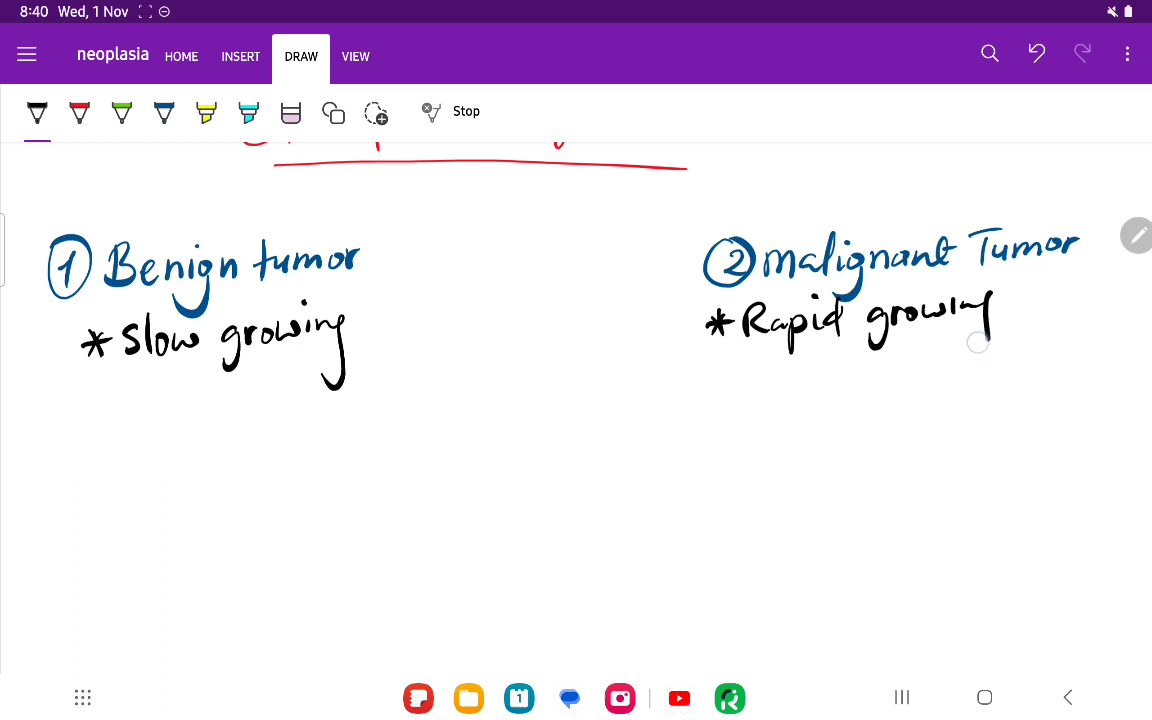 8:40 Wed, 1 Nov
neoplasia HOME INSERT DRAW VIEW
Stop
1 Benign tumor
* Slow growing
2 malignant Tumor
* Rapid growing
1